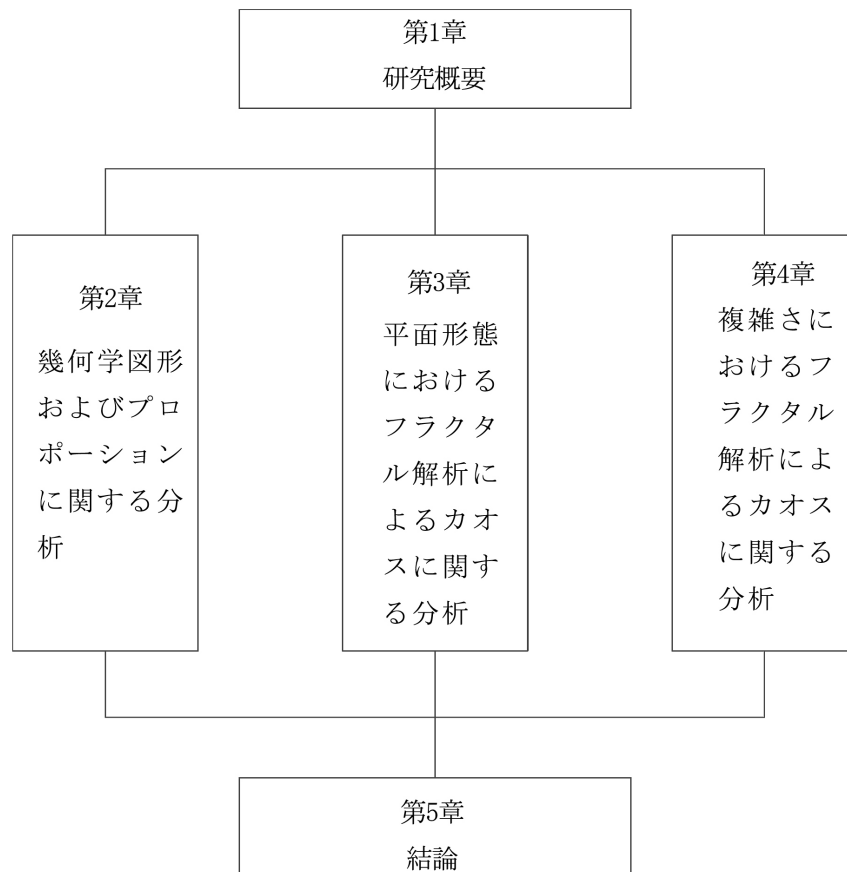 第1章
研究概要
第2章
幾何学図形
およびプロ
ポーション
に関する分
析
第3章
平面形態
における
フラクタ
ル解析に
よるカオ
スに関す
る分析
第4章
複雑さに
おけるフ
ラクタル
解析によ
るカオス
に関する
分析
第5章
結論